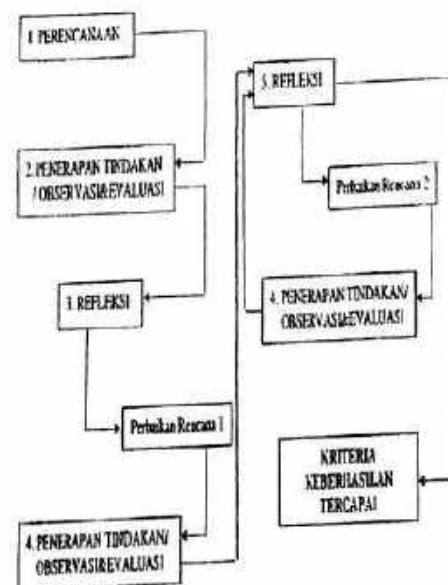 1. PERENCANAAN
2. PENERAPAN TINDAKAN
/ OBSERVASI&EVALUASI
3. REFLEKSI
Perbaikan Rencana 1
4. PENERAPAN TINDAKAN/
OBSERVASI&EVALUASI
5. REFLEKSI
Perbaikan Rencana 2
4. PENERAPAN TINDAKAN/
OBSERVASI&EVALUASI
KRITERIA
KEBERHASILAN
TERCAPAI